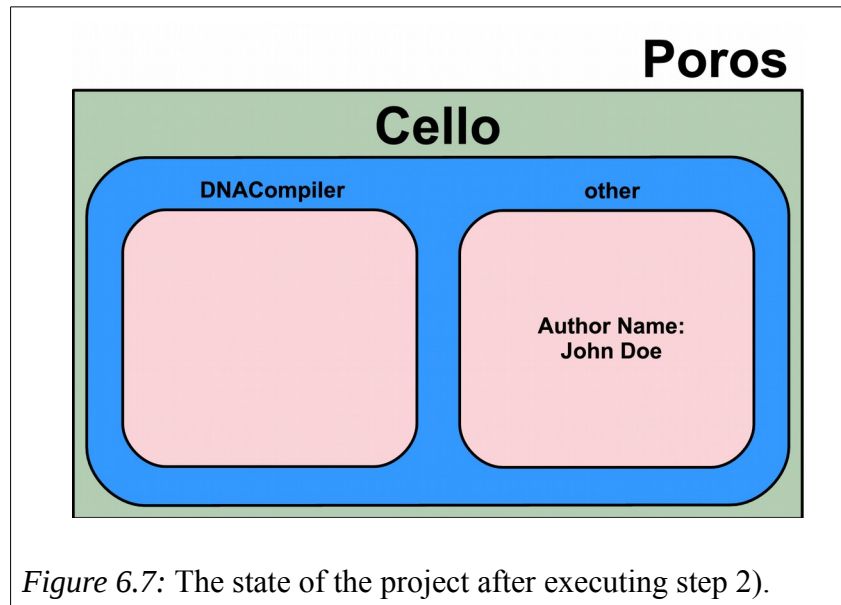 Poros
Cello
DNACompiler
other
Author Name:
John Doe
Figure 6.7: The state of the project after executing step 2).